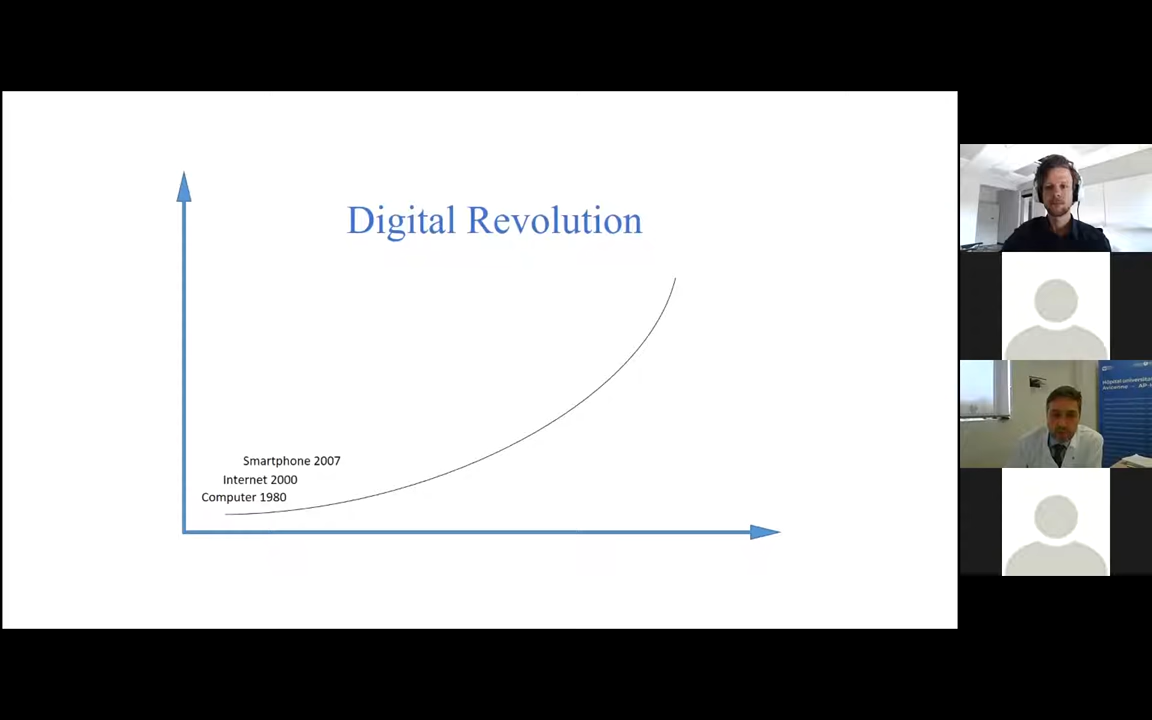 Digital Revolution
Smartphone 2007
Internet 2000
Computer 1980